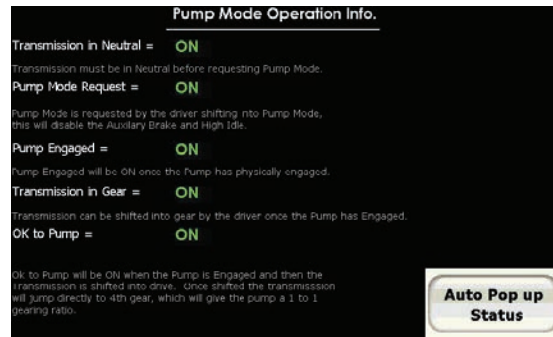 Pump Mode Operation Info.
Transmission in Neutral = ON
Transmission must be in Neutral before requesting Pump Mode.
Pump Mode Request = ON
Pump Mode is requested by the driver shifting nto Pump Mode,
this will disable the Auxilary Brake and High Idle.
Pump Engaged = ON
Pump Engaged will be ON once the Pump has physically engaged.
Transmission in Gear = ON
Transmission can be shifted into gear by the driver once the Pump has Engaged.
OK to Pump = ON
Ok to Pump will be ON when the Pump is Engaged and then the
Transmission is shifted into drive. Once shifted the transmisssion
will jump directly to 4th gear, which will give the pump a 1 to 1
gearing ratio.
Auto Pop up
Status